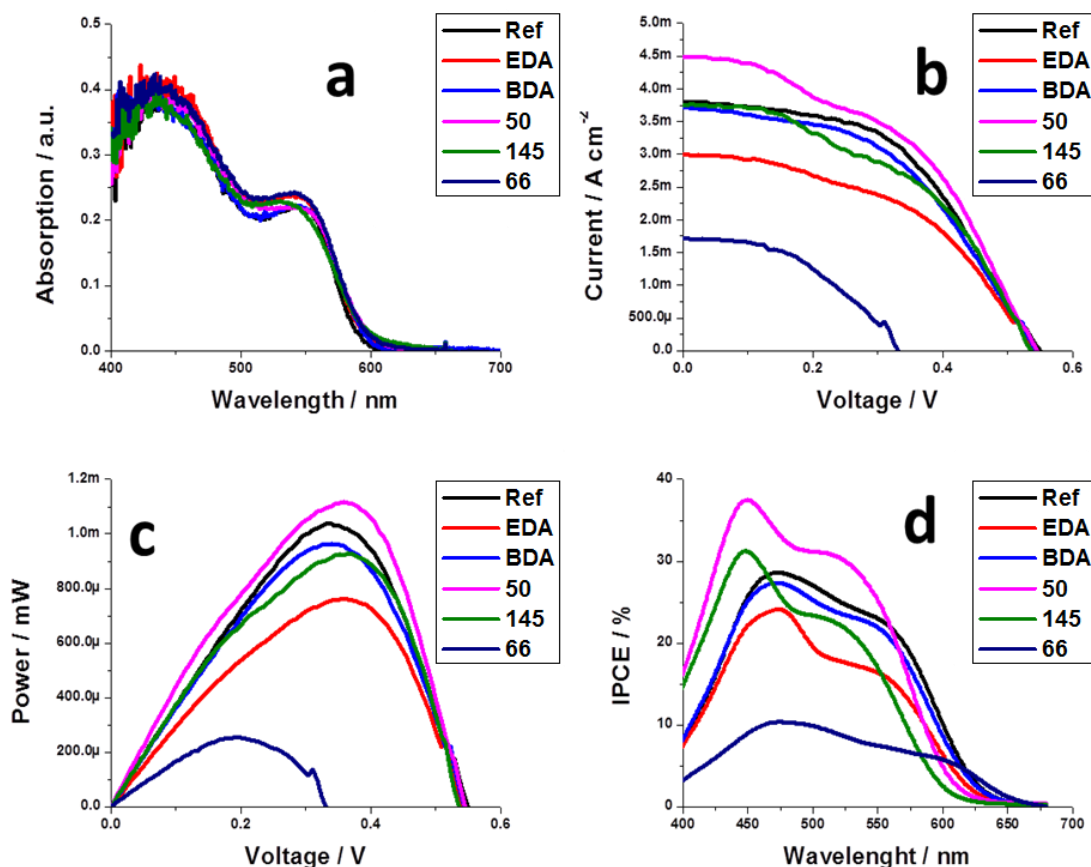 a
0.5
0.4
0.3
0.2
0.1
0.0
400
500
600
700
Absorption / a.u.
Wavelength / nm
Ref
EDA
BDA
50
145
66
b
5.0m
4.5m
4.0m
3.5m
3.0m
2.5m
2.0m
1.5m
1.0m
500.0µ
0.0
0.0
0.2
0.4
0.6
Current / A cm⁻²
Voltage / V
Ref
EDA
BDA
50
145
66
c
1.2m
1.0m
800.0µ
600.0µ
400.0µ
200.0µ
0.0
0.0
0.2
0.4
0.6
Power / mW
Voltage / V
Ref
EDA
BDA
50
145
66
d
50
40
30
20
10
0
400
450
500
550
600
650
700
IPCE / %
Wavelenght / nm
Ref
EDA
BDA
50
145
66